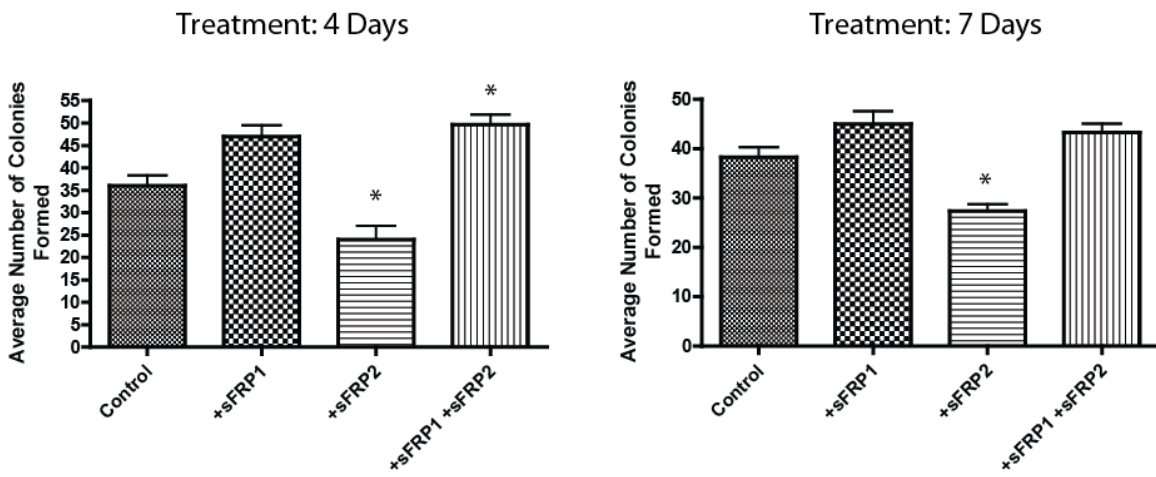 Treatment: 4 Days
Average Number of Colonies
Formed
55
50
45
40
35
30
25
20
15
10
5
0
*
*
Control
+sFRP1
+sFRP2
+sFRP1 +sFRP2
Treatment: 7 Days
Average Number of Colonies
Formed
50
40
30
20
10
0
*
Control
+sFRP1
+sFRP2
+sFRP1 +sFRP2